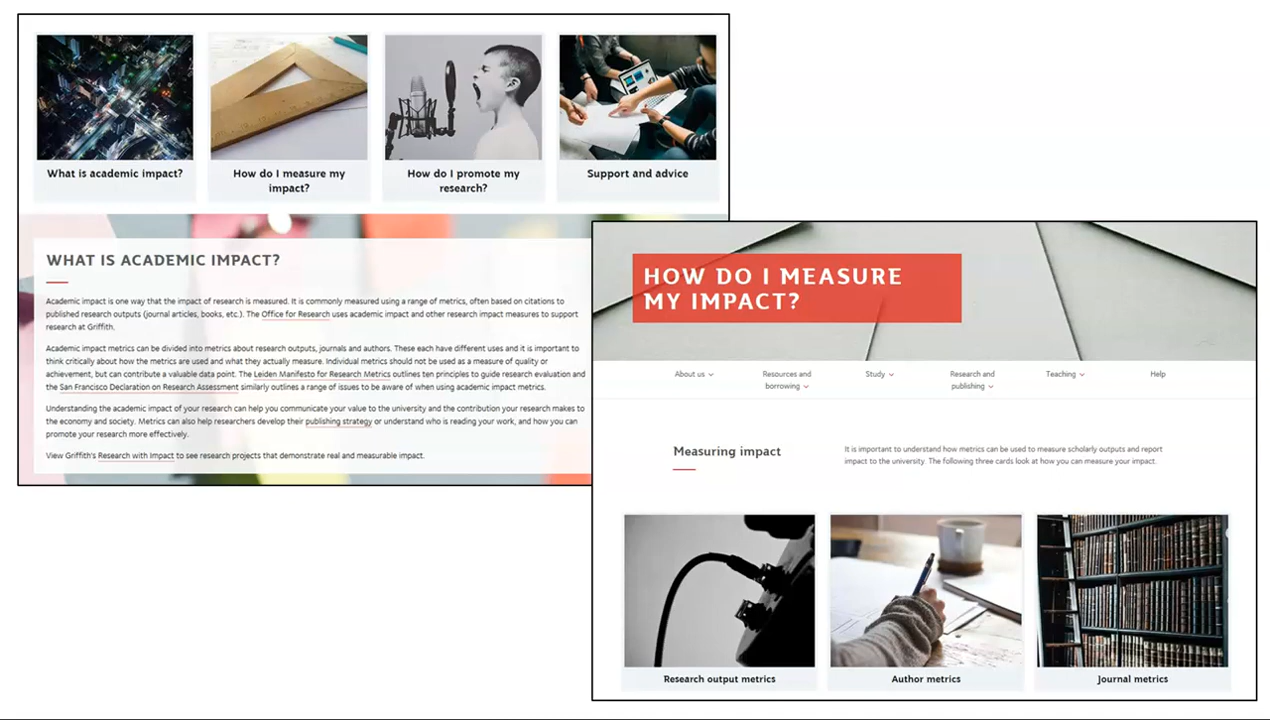 What is academic impact?
How do I measure my
impact?
How do I promote my
research?
Support and advice
WHAT IS ACADEMIC IMPACT?
Academic impact is one way that the impact of research is measured. It is commonly measured using a range of metrics, often based on citations to
published research outputs (journal articles, books, etc.). The Office for Research uses academic impact and other research impact measures to support
research at Griffith.
Academic impact metrics can be divided into metrics about research outputs, journals and authors. These each have different uses and it is important to
think critically about how the metrics are used and what they actually measure. Individual metrics should not be used as a measure of quality or
achievement, but can contribute a valuable data point. The Leiden Manifesto for Research Metrics outlines ten principles to guide research evaluation and
the San Francisco Declaration on Research Assessment similarly outlines a range of issues to be aware of when using academic impact metrics.
Understanding the academic impact of your research can help you communicate your value to the university and the contribution your research makes to
the economy and society. Metrics can also help researchers develop their publishing strategy or understand who is reading your work, and how you can
promote your research more effectively.
View Griffith's Research with Impact to see research projects that demonstrate real and measurable impact.
HOW DO I MEASURE
MY IMPACT?
About us
Resources and
borrowing
Study
Research and
publishing
Teaching
Help
Measuring impact
It is important to understand how metrics can be used to measure scholarly outputs and report
impact to the university. The following three cards look at how you can measure your impact.
Research output metrics
Author metrics
Journal metrics